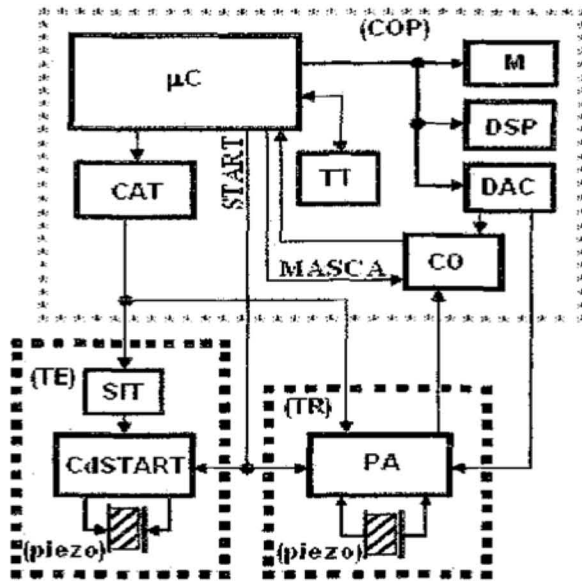 (COP)
µC
M
DSP
CAT
START
TT
DAC
MASCA
CO
(TE)
SIT
(TR)
CdSTART
PA
(piezo)
(piezo)